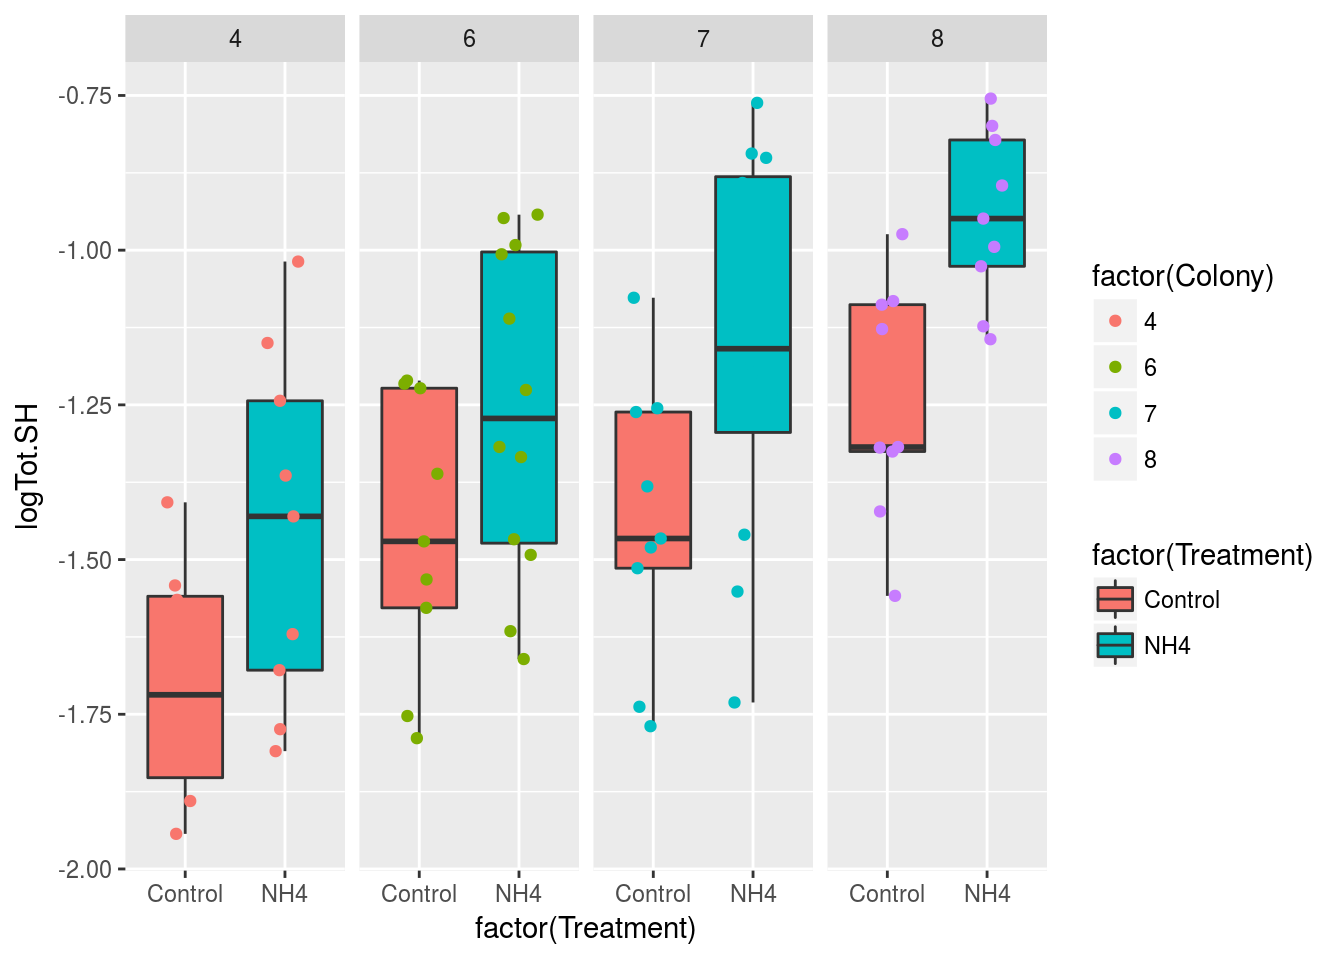 4 6 7 8
logTot.SH
-0.75
-1.00
-1.25
-1.50
-1.75
-2.00
Control NH4 Control NH4 Control NH4 Control NH4
factor(Treatment)
factor(Colony)
4
6
7
8
factor(Treatment)
Control
NH4